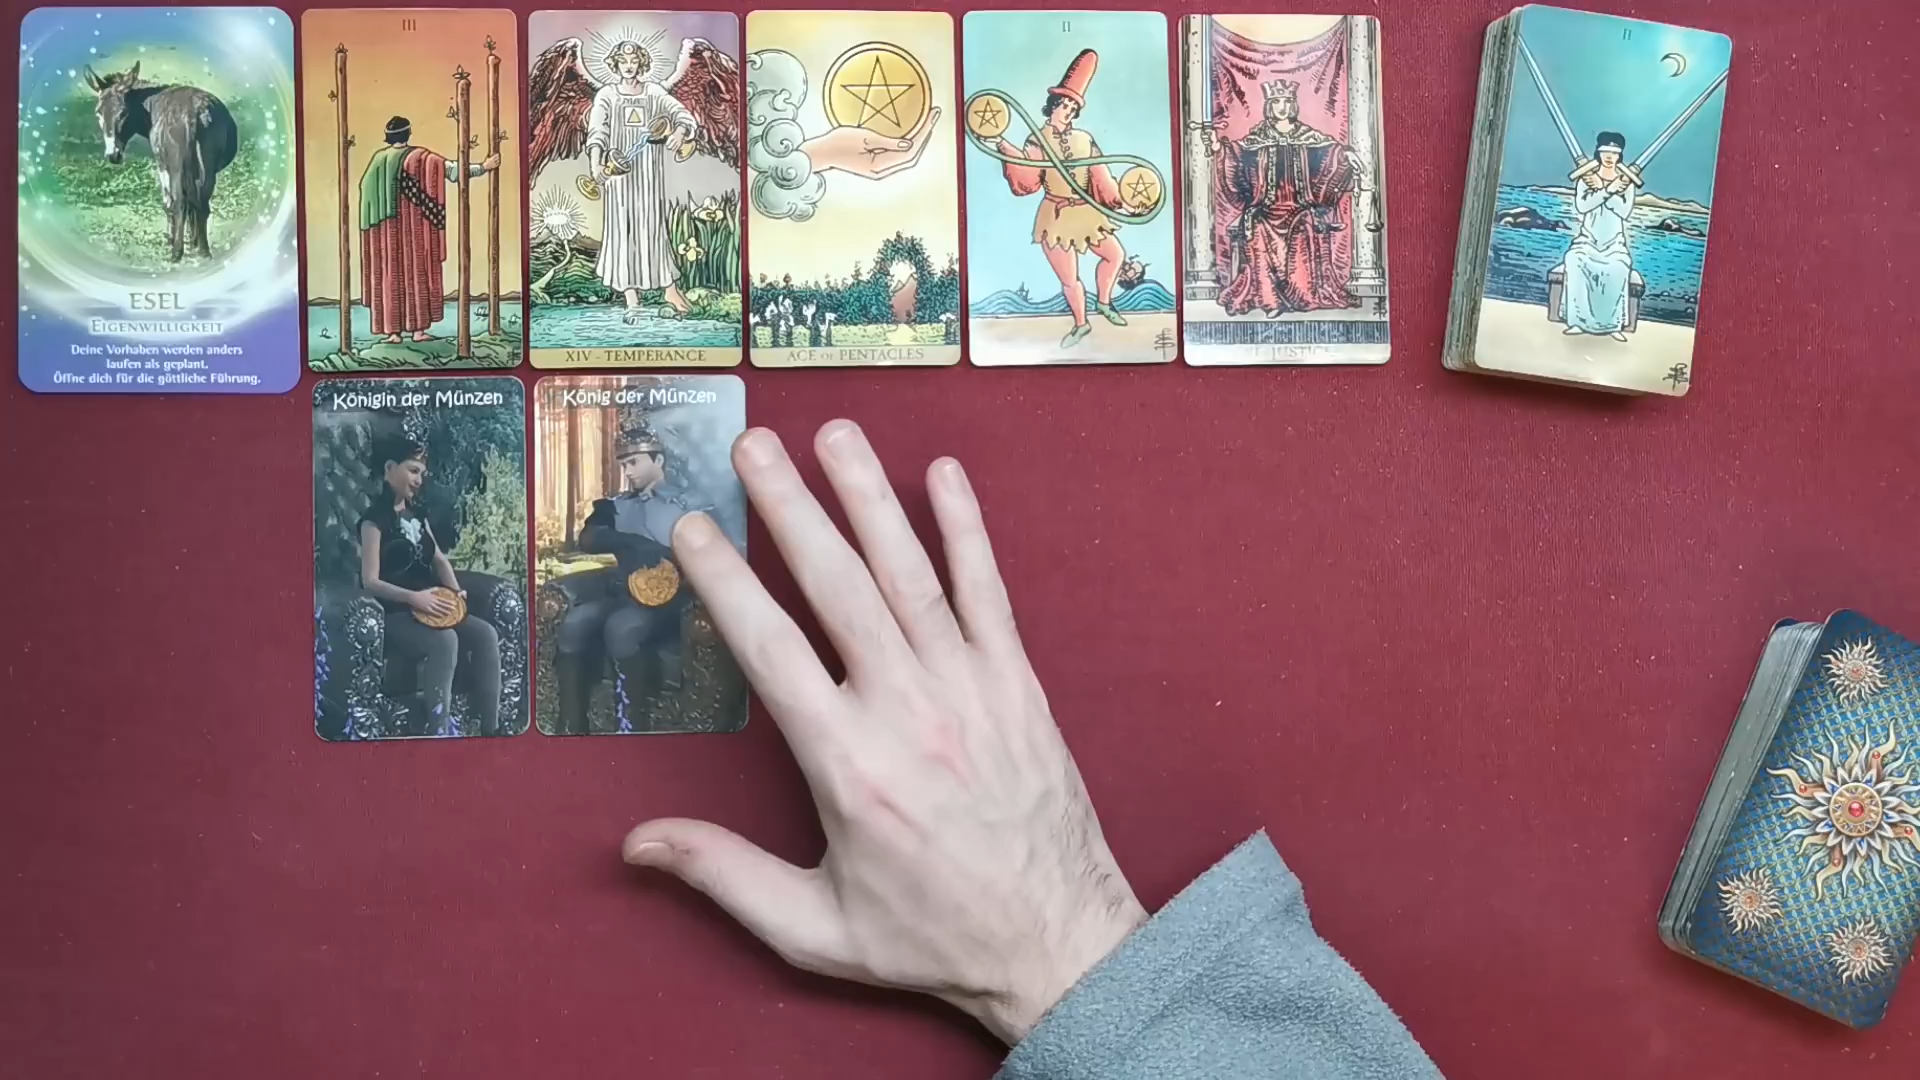 ESEL
EIGENWILLIGKEIT
Deine Vorhaben werden anders
laufen als geplant.
Öffne dich für die göttliche Führung.
III
XIV - TEMPERANCE
ACE OF PENTACLES
II
JUSTICE
II
Königin der Münzen
König der Münzen